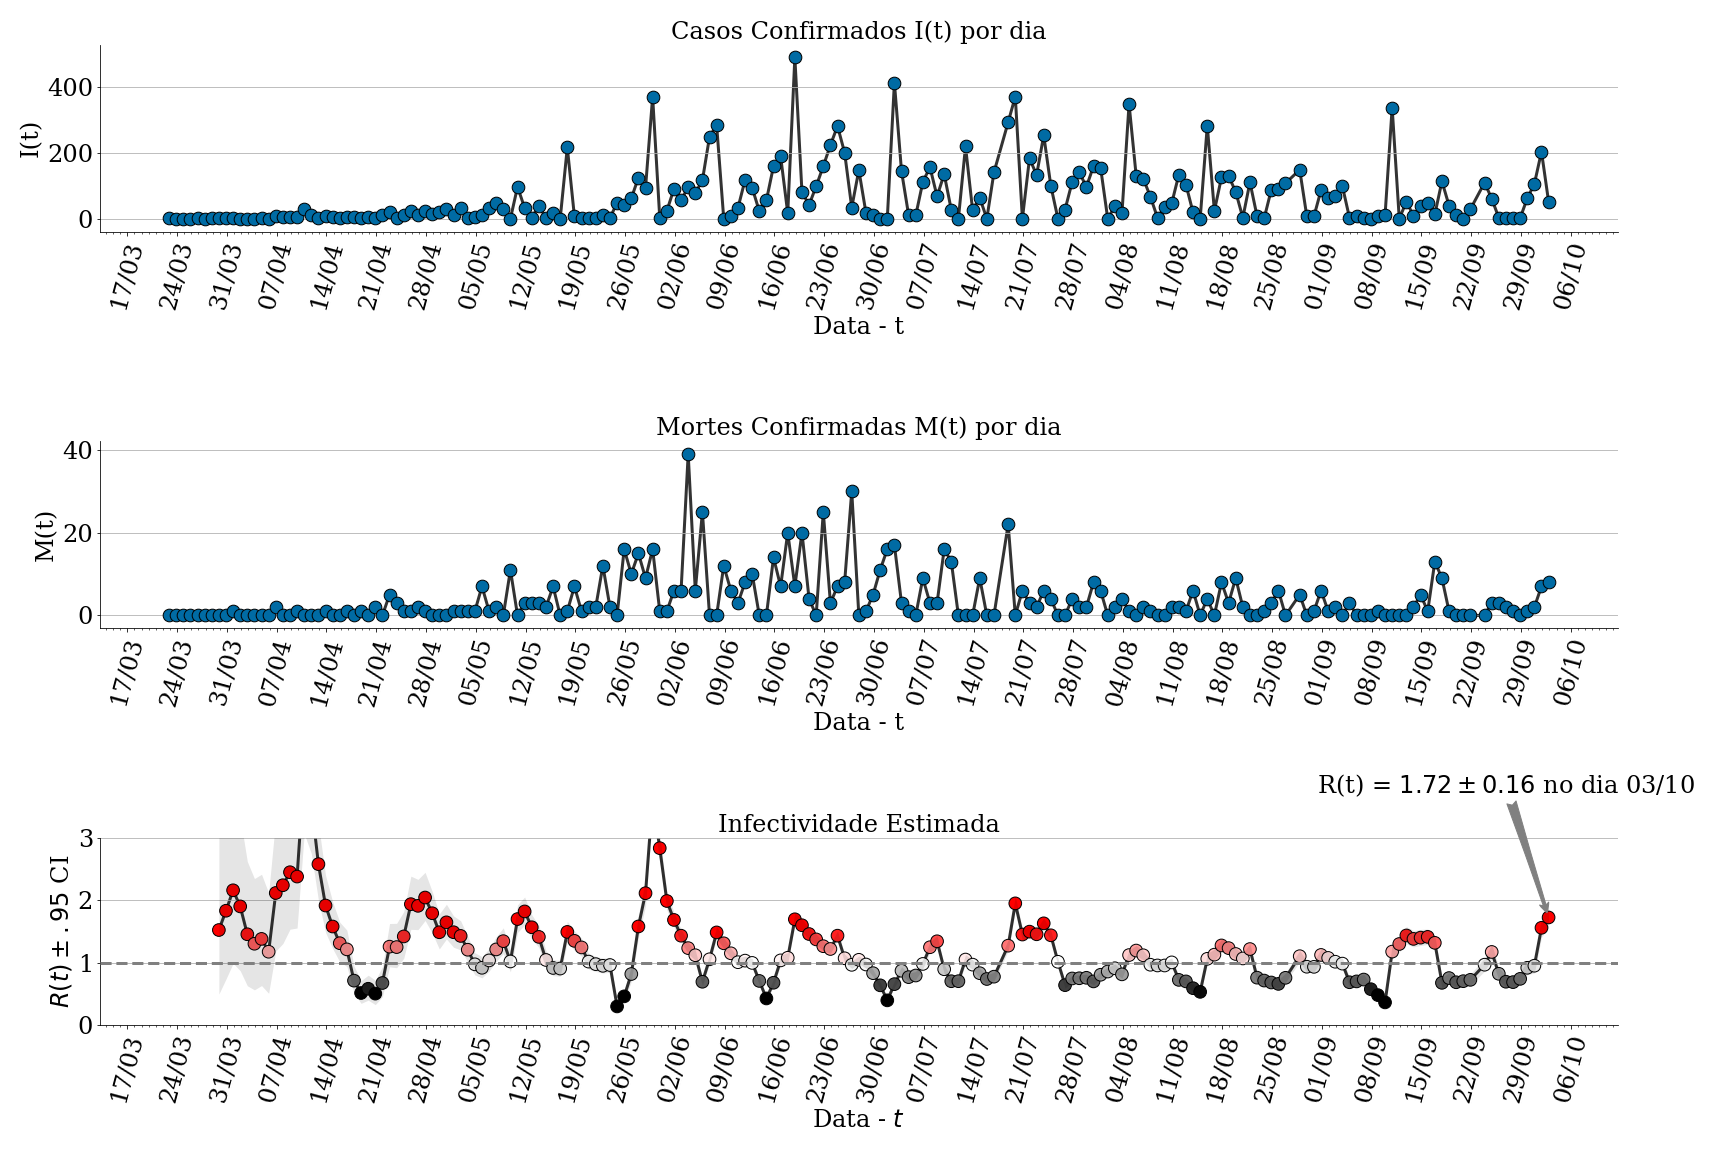 Casos Confirmados I(t) por dia
I(t)
400
200
0
17/03 24/03 31/03 07/04 14/04 21/04 28/04 05/05 12/05 19/05 26/05 02/06 09/06 16/06 23/06 30/06 07/07 14/07 21/07 28/07 04/08 11/08 18/08 25/08 01/09 08/09 15/09 22/09 29/09 06/10
Data - t
Mortes Confirmadas M(t) por dia
M(t)
40
20
0
17/03 24/03 31/03 07/04 14/04 21/04 28/04 05/05 12/05 19/05 26/05 02/06 09/06 16/06 23/06 30/06 07/07 14/07 21/07 28/07 04/08 11/08 18/08 25/08 01/09 08/09 15/09 22/09 29/09 06/10
Data - t
R(t) = 1.72 ± 0.16 no dia 03/10
Infectividade Estimada
R(t) ± .95 CI
3
2
1
0
17/03 24/03 31/03 07/04 14/04 21/04 28/04 05/05 12/05 19/05 26/05 02/06 09/06 16/06 23/06 30/06 07/07 14/07 21/07 28/07 04/08 11/08 18/08 25/08 01/09 08/09 15/09 22/09 29/09 06/10
Data - t